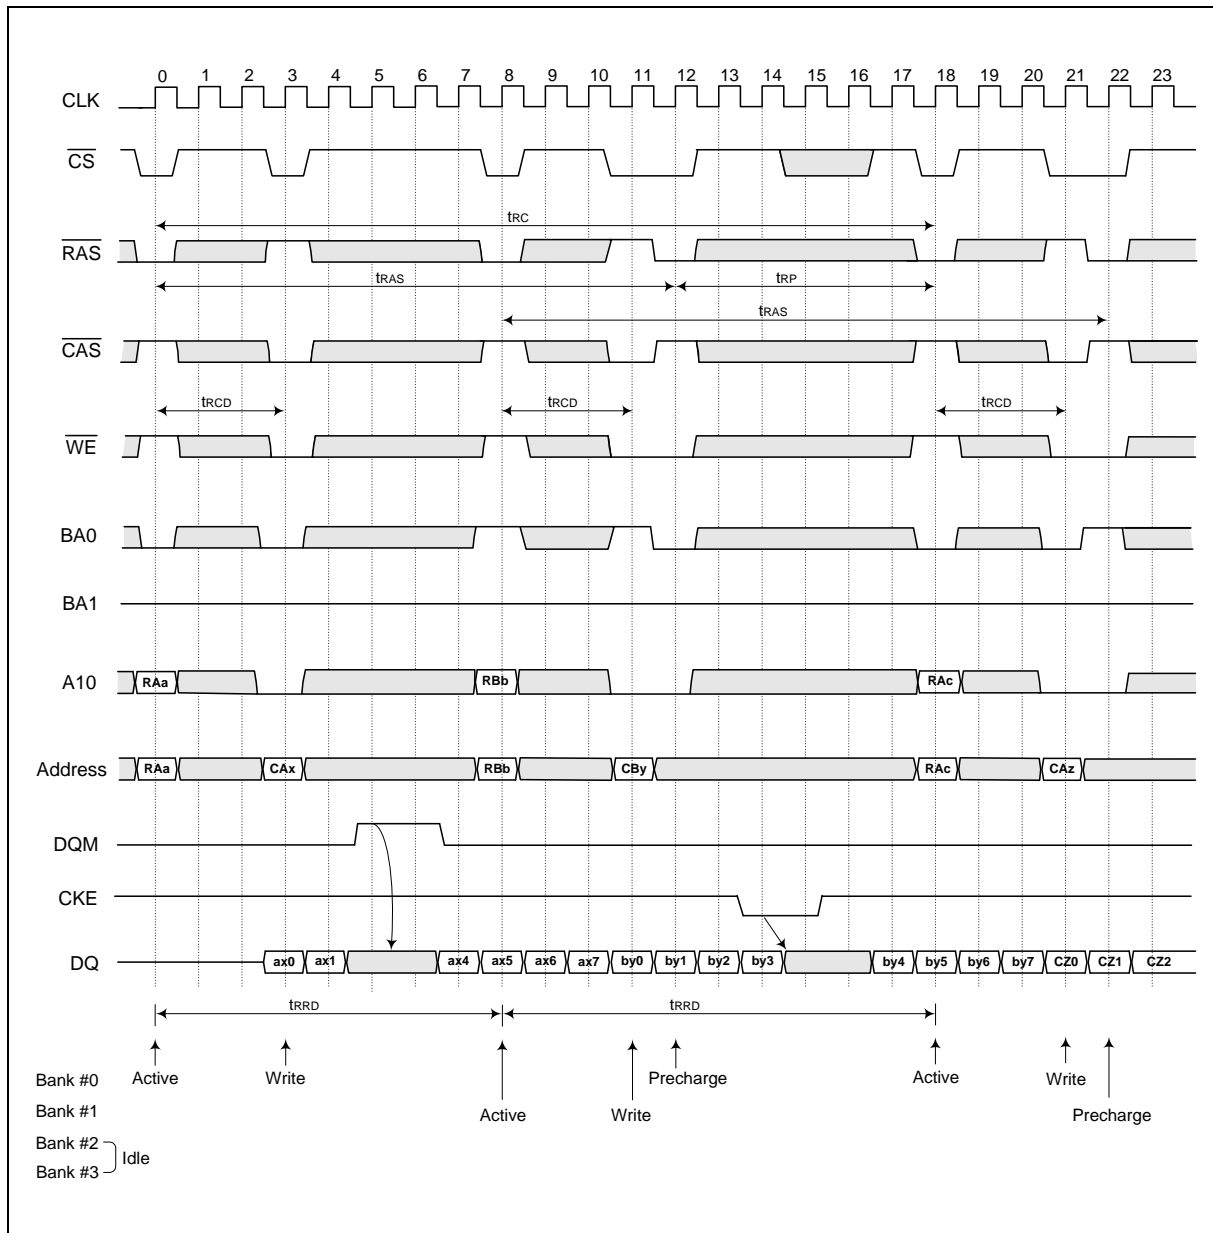 0 1 2 3 4 5 6 7 8 9 10 11 12 13 14 15 16 17 18 19 20 21 22 23
CLK
CS
tRC
RAS
tRAS tRP
tRAS
CAS
tRCD tRCD tRCD
WE
BA0
BA1
A10 RAa RBb RAc
Address RAa CAx RBb CBy RAc CAz
DQM
CKE
DQ ax0 ax1 ax4 ax5 ax6 ax7 by0 by1 by2 by3 by4 by5 by6 by7 CZ0 CZ1 CZ2
tRRD tRRD
Bank #0 Active Write Precharge Active Write
Bank #1 Active Write Precharge
Bank #2
Idle
Bank #3